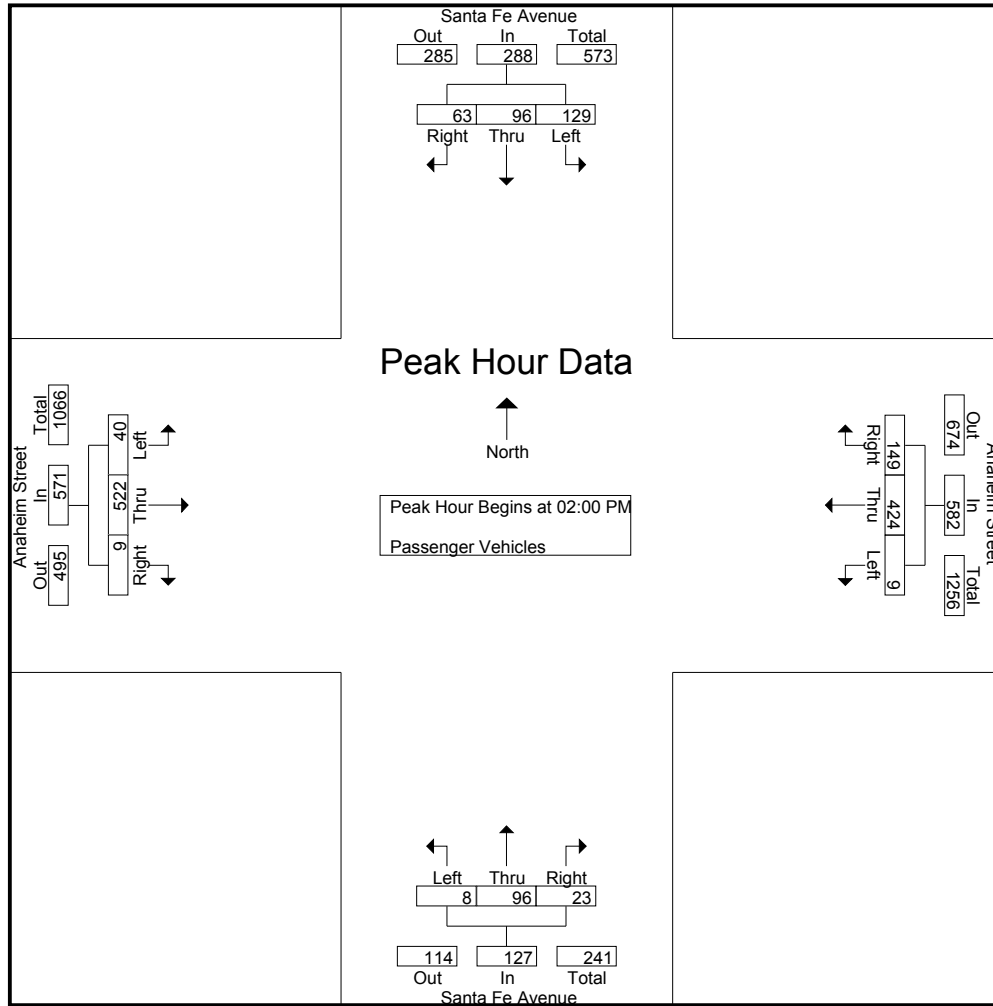 Santa Fe Avenue
Out In Total
285 288 573
63 96 129
Right Thru Left
Peak Hour Data
North
Peak Hour Begins at 02:00 PM
Passenger Vehicles
Anaheim Street
Total In Out
1066 571 495
40 522 9
Left Thru Right
Anaheim Street
Out In Total
674 582 1256
149 424 9
Right Thru Left
Left Thru Right
8 96 23
114 127 241
Out In Total
Santa Fe Avenue